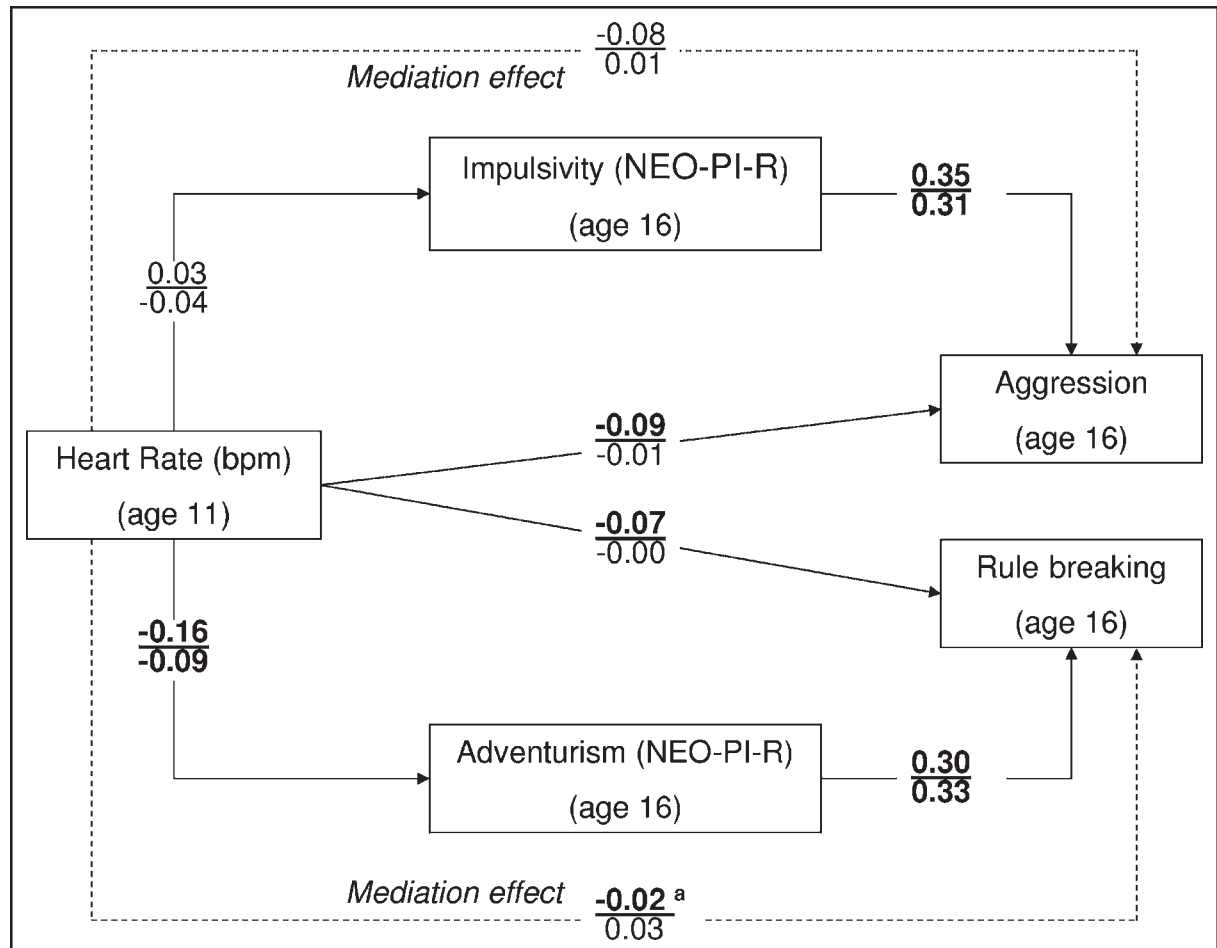 -0.08
0.01
Mediation effect
Impulsivity (NEO-PI-R)
(age 16)
0.35
0.31
0.03
-0.04
Aggression
(age 16)
-0.09
-0.01
Heart Rate (bpm)
(age 11)
-0.07
-0.00
Rule breaking
(age 16)
-0.16
-0.09
Adventurism (NEO-PI-R)
(age 16)
0.30
0.33
Mediation effect
-0.02 a
0.03